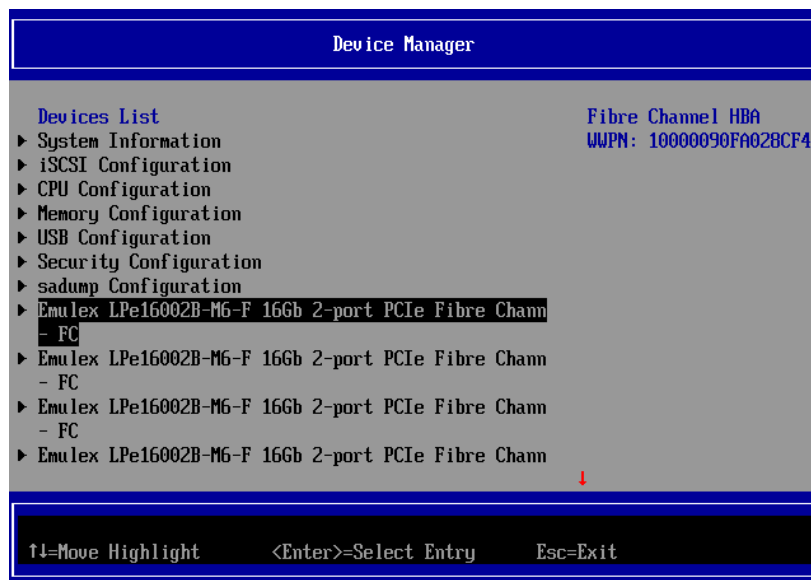 Device Manager
Devices List
Fibre Channel HBA
▶ System Information
WWPN: 10000090FA028CF4
▶ iSCSI Configuration
▶ CPU Configuration
▶ Memory Configuration
▶ USB Configuration
▶ Security Configuration
▶ sadump Configuration
▶ Emulex LPe16002B-M6-F 16Gb 2-port PCIe Fibre Chann
- FC
▶ Emulex LPe16002B-M6-F 16Gb 2-port PCIe Fibre Chann
- FC
▶ Emulex LPe16002B-M6-F 16Gb 2-port PCIe Fibre Chann
- FC
▶ Emulex LPe16002B-M6-F 16Gb 2-port PCIe Fibre Chann
↓
↑↓=Move Highlight <Enter>=Select Entry Esc=Exit